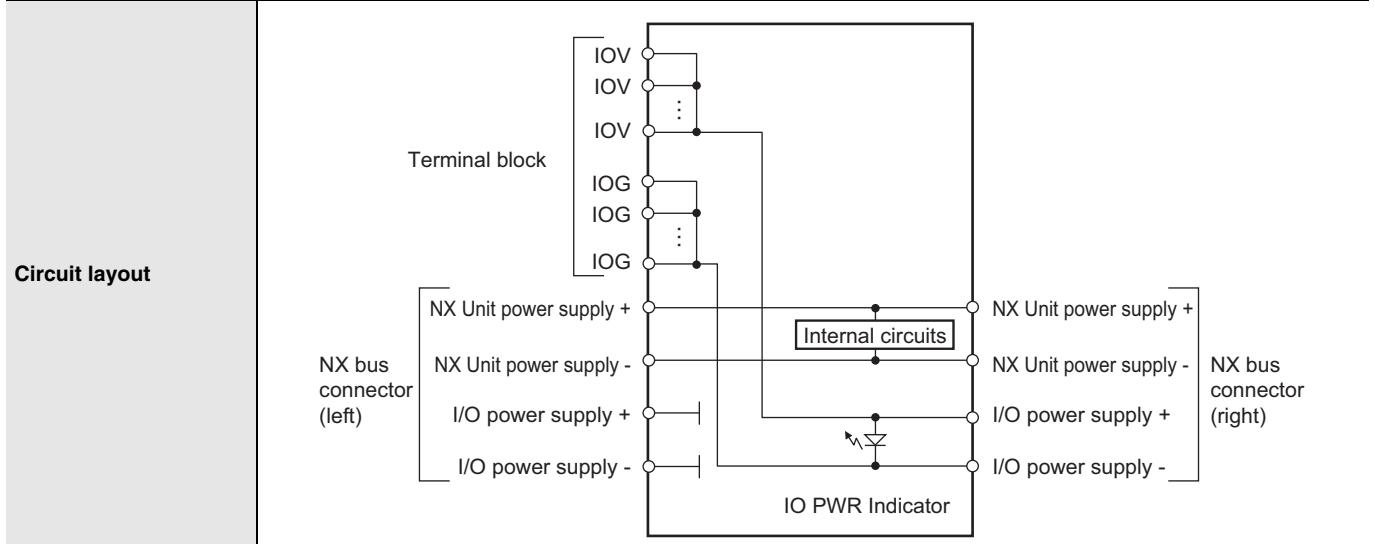 Circuit layout
Terminal block
IOV
IOV
IOV
IOG
IOG
IOG
NX bus
connector
(left)
NX Unit power supply +
NX Unit power supply -
I/O power supply +
I/O power supply -
Internal circuits
IO PWR Indicator
NX Unit power supply +
NX Unit power supply -
I/O power supply +
I/O power supply -
NX bus
connector
(right)